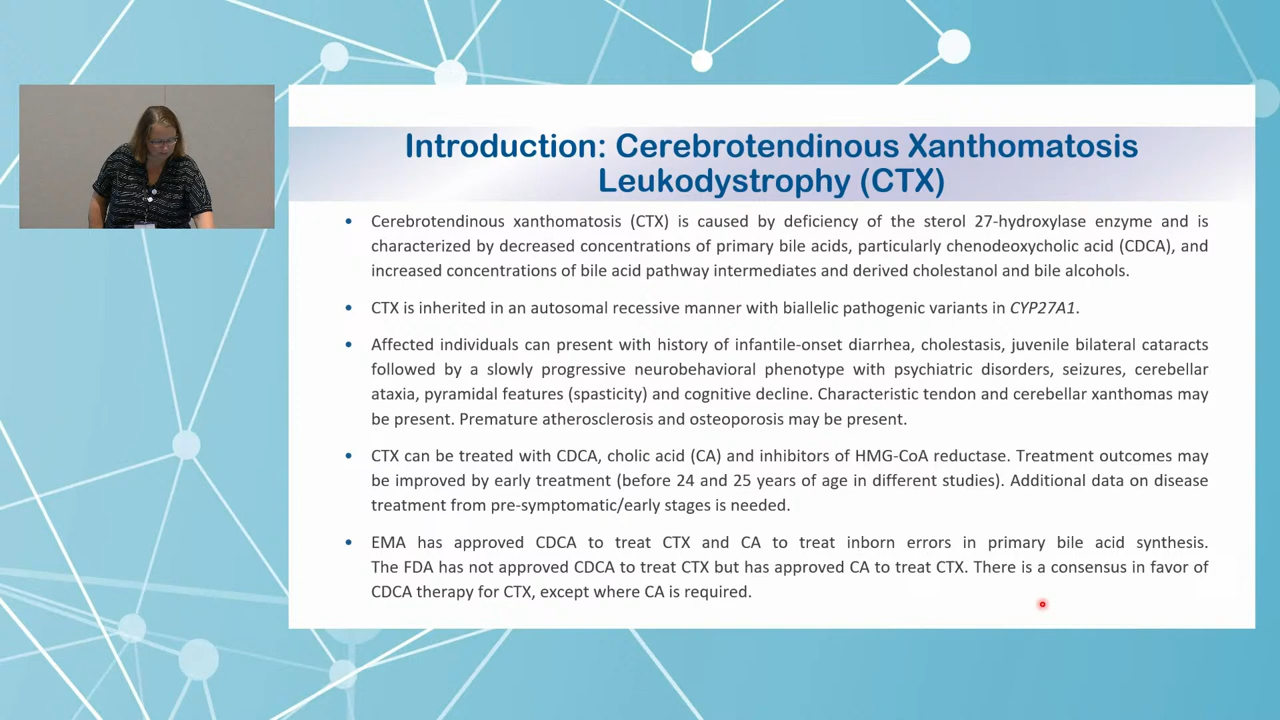 Introduction: Cerebrotendinous Xanthomatosis
Leukodystrophy (CTX)
• Cerebrotendinous xanthomatosis (CTX) is caused by deficiency of the sterol 27-hydroxylase enzyme and is
characterized by decreased concentrations of primary bile acids, particularly chenodeoxycholic acid (CDCA), and
increased concentrations of bile acid pathway intermediates and derived cholestanol and bile alcohols.
• CTX is inherited in an autosomal recessive manner with biallelic pathogenic variants in CYP27A1.
• Affected individuals can present with history of infantile-onset diarrhea, cholestasis, juvenile bilateral cataracts
followed by a slowly progressive neurobehavioral phenotype with psychiatric disorders, seizures, cerebellar
ataxia, pyramidal features (spasticity) and cognitive decline. Characteristic tendon and cerebellar xanthomas may
be present. Premature atherosclerosis and osteoporosis may be present.
• CTX can be treated with CDCA, cholic acid (CA) and inhibitors of HMG-CoA reductase. Treatment outcomes may
be improved by early treatment (before 24 and 25 years of age in different studies). Additional data on disease
treatment from pre-symptomatic/early stages is needed.
• EMA has approved CDCA to treat CTX and CA to treat inborn errors in primary bile acid synthesis.
The FDA has not approved CDCA to treat CTX but has approved CA to treat CTX. There is a consensus in favor of
CDCA therapy for CTX, except where CA is required.